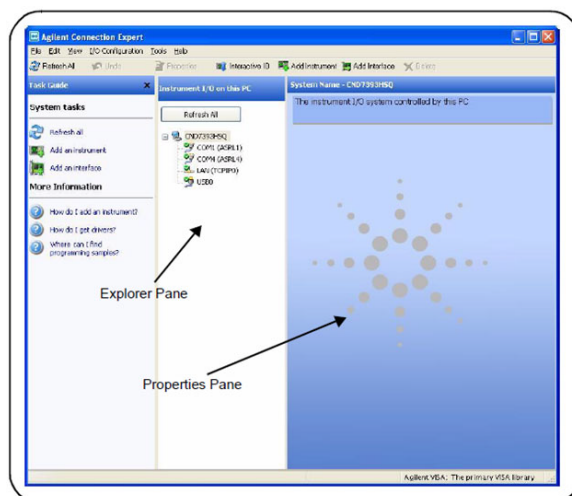 Agilent Connection Expert
File Edit View I/O Configuration Tools Help
Refresh All Undo Properties Interactive IO Add Instrument Add Interface Delete
Task Guide
Instrument I/O on this PC
System Name - CND7393HSQ
System tasks
Refresh all
Add an instrument
Add an interface
More Information
How do I add an instrument?
How do I get drivers?
Where can I find
programming samples?
Refresh All
CND7393HSQ
COM1 (ASRL1)
COM4 (ASRL4)
LAN (TCPIP0)
USB0
The instrument I/O system controlled by this PC
Explorer Pane
Properties Pane
Agilent VISA: The primary VISA library